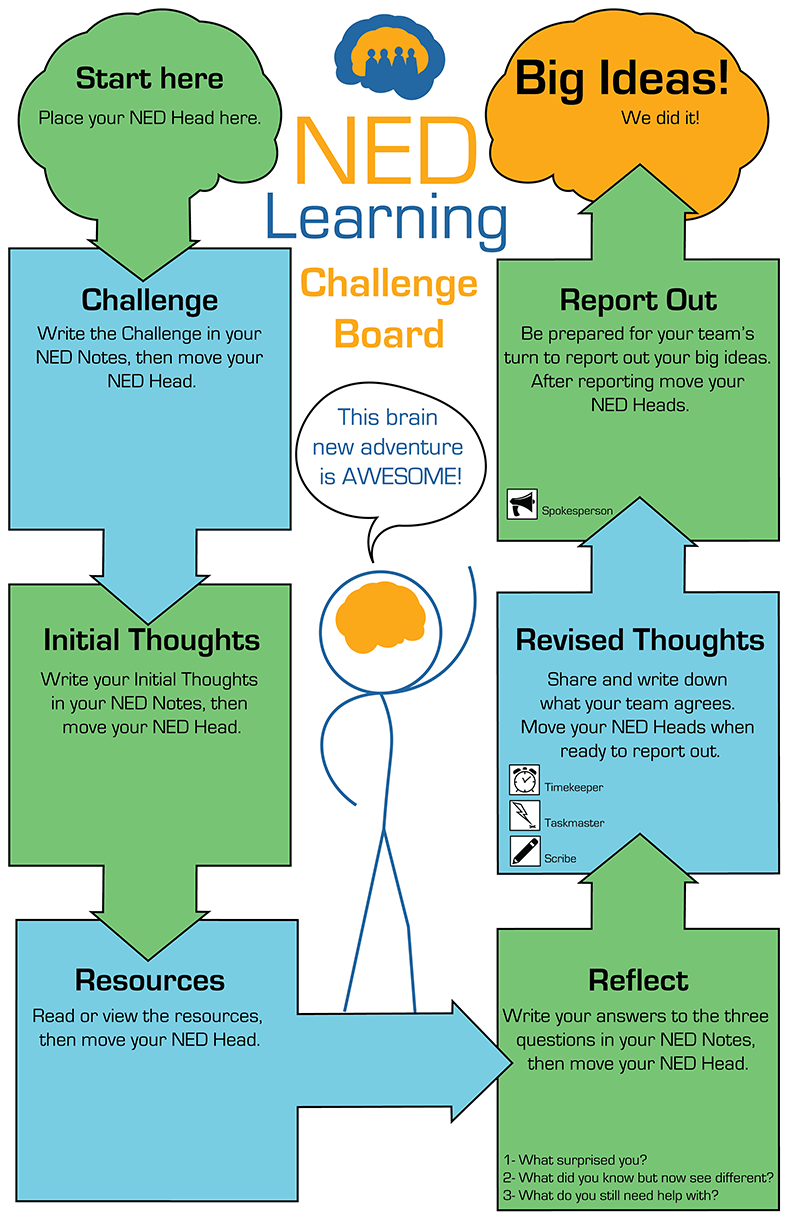 Start here
Place your NED Head here.
NED
Learning
Challenge
Board
Big Ideas!
We did it!
Challenge
Write the Challenge in your
NED Notes, then move your
NED Head.
Initial Thoughts
Write your Initial Thoughts
in your NED Notes, then
move your NED Head.
Resources
Read or view the resources,
then move your NED Head.
This brain
new adventure
is AWESOME!
Reflect
Write your answers to the three
questions in your NED Notes,
then move your NED Head.
1- What surprised you?
2- What did you know but now see different?
3- What do you still need help with?
Revised Thoughts
Share and write down
what your team agrees.
Move your NED Heads when
ready to report out.
Timekeeper
Taskmaster
Scribe
Report Out
Be prepared for your team's
turn to report out your big ideas.
After reporting move your
NED Heads.
Spokesperson